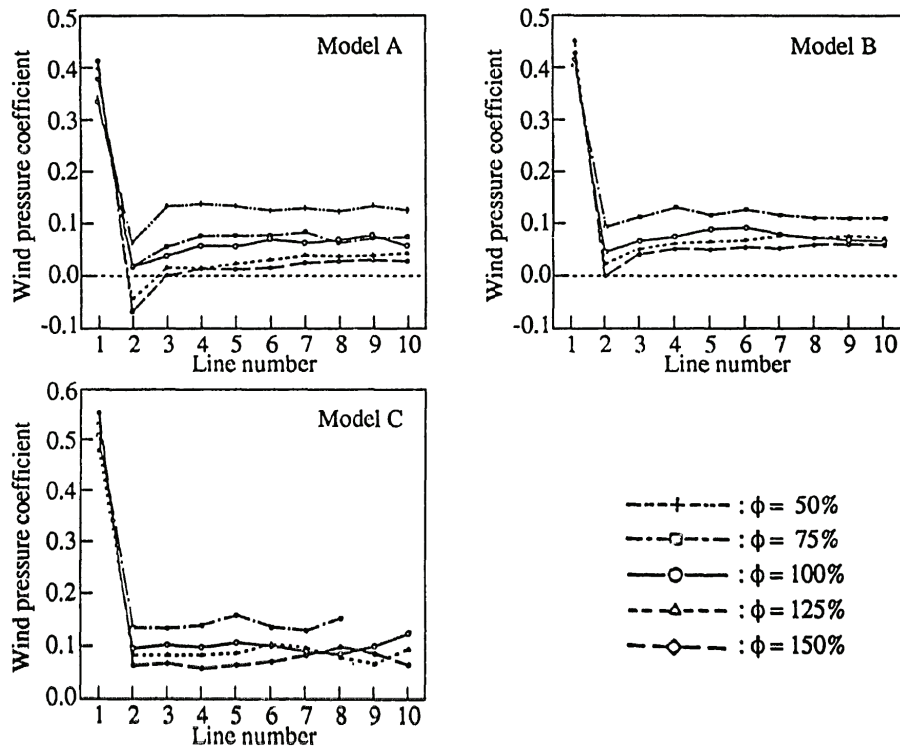 Model A
Wind pressure coefficient
0.5
0.4
0.3
0.2
0.1
0.0
-0.1
1 2 3 4 5 6 7 8 9 10
Line number
Model B
Wind pressure coefficient
0.5
0.4
0.3
0.2
0.1
0.0
-0.1
1 2 3 4 5 6 7 8 9 10
Line number
Model C
Wind pressure coefficient
0.6
0.5
0.4
0.3
0.2
0.1
0.0
1 2 3 4 5 6 7 8 9 10
Line number
: ϕ = 50%
: ϕ = 75%
: ϕ = 100%
: ϕ = 125%
: ϕ = 150%